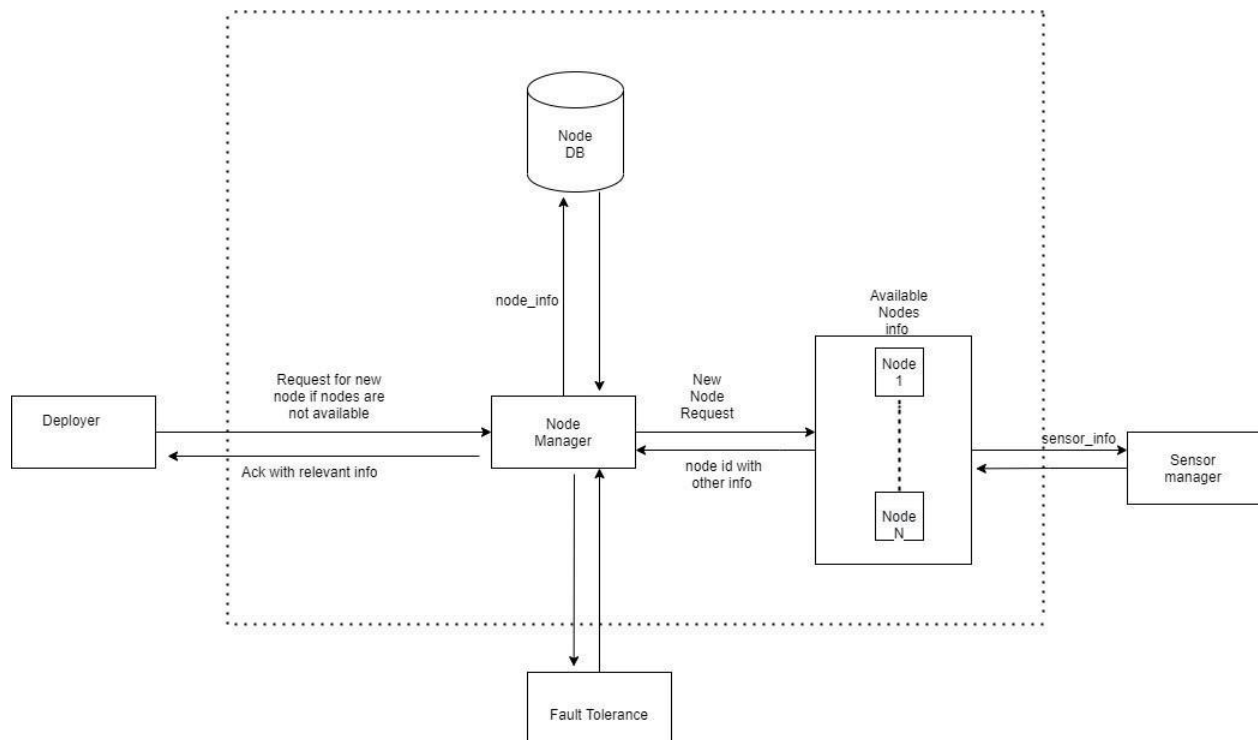 Node
DB
node_info
Available
Nodes
info
Node
1
Request for new
node if nodes are
not available
New
Node
Request
Deployer
Node
Manager
sensor_info
Ack with relevant info
node id with
other info
Sensor
manager
Node
N
Fault Tolerance